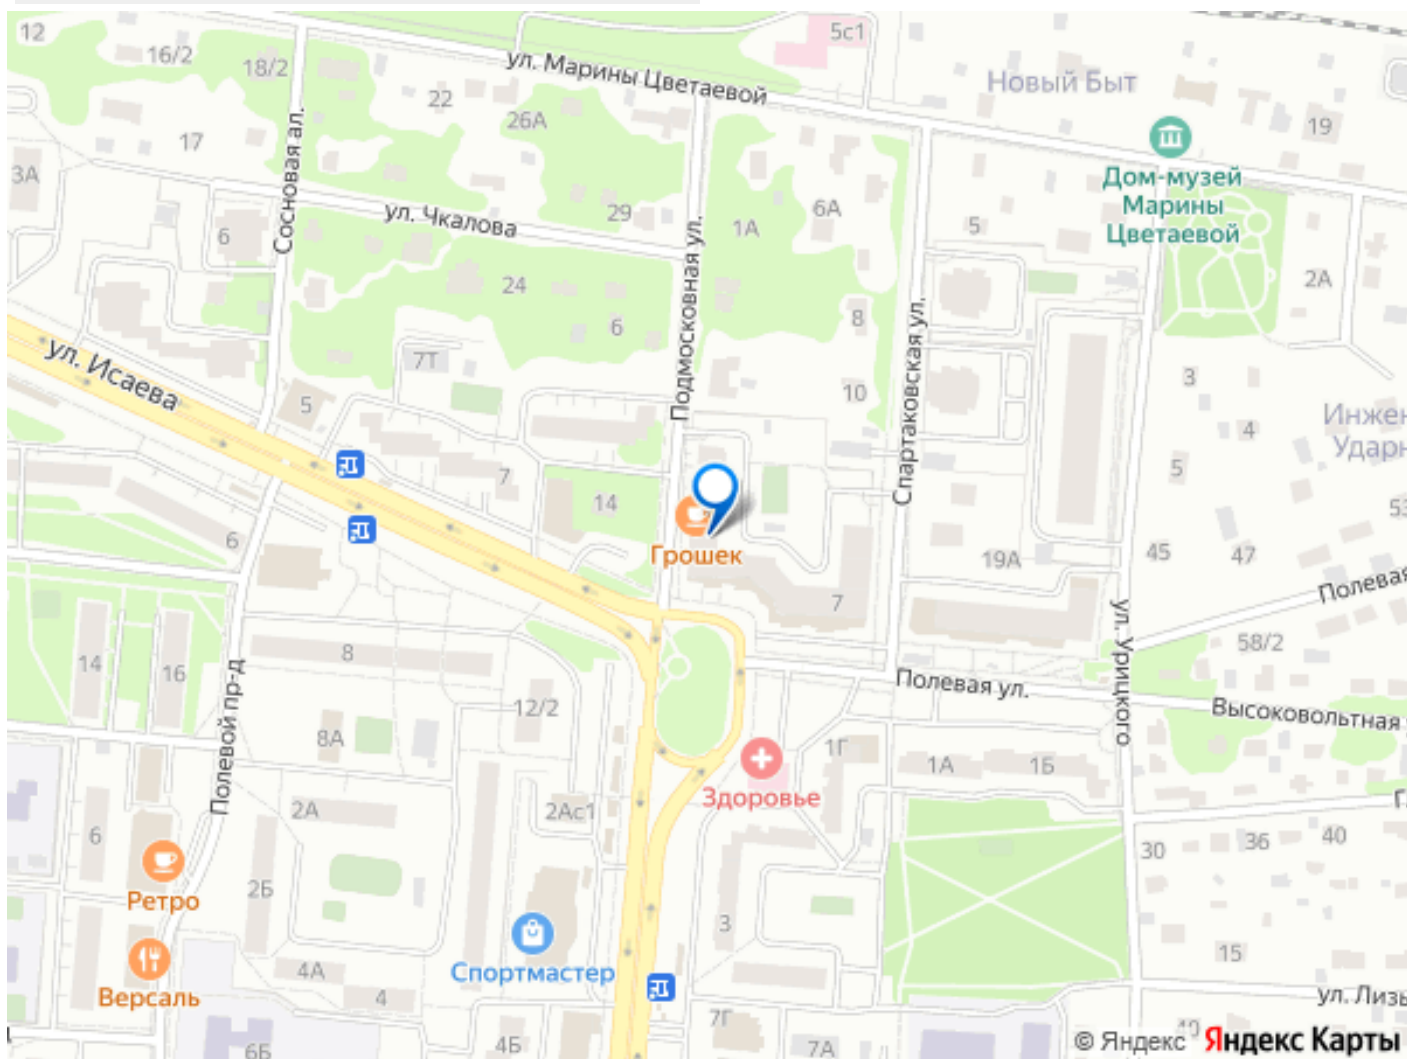 12
16/2
18/2
5с1
ул. Марины Цветаевой
Новый Быт
22
26А
17
19
3А
Дом-музей
Марины
Цветаевой
Сосновая ал.
ул. Чкалова
29
6А
1А
5
6
Подмосковная ул.
2А
24
6
8
Спартаковская ул.
ул. Исаева
7Т
10
3
5
4
7
5
14
Грошек
6
19А
45
47
7
Полевая
58/2
ул. Урицкого
14
16
8
Полевой пр-д
Полевая ул.
12/2
Высоковольтная
8А
1Г
1А
1Б
Здоровье
2А
2Ас1
6
30
36
40
Ретро
2Б
3
15
Спортмастер
4А
Версаль
4
7Г
4Б
6Б
7А
© Яндекс Яндекс Карты